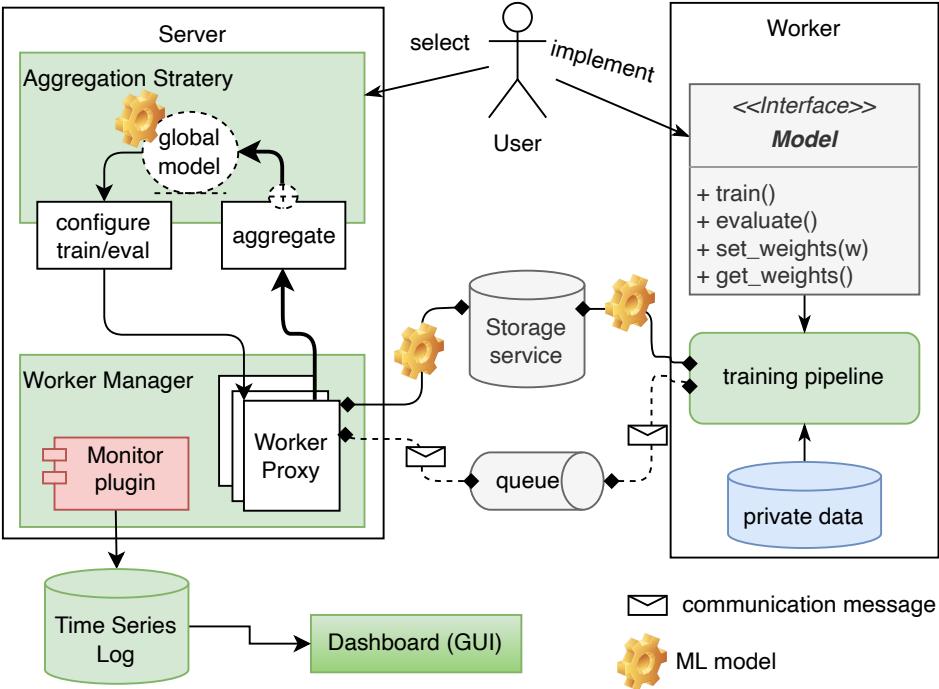 Server
Aggregation Stratery
global
model
configure
train/eval
aggregate
Worker Manager
Worker
Proxy
Monitor
plugin
Time Series
Log
Dashboard (GUI)
select
implement
User
Storage
service
queue
Worker
<<Interface>>
Model
+ train()
+ evaluate()
+ set_weights(w)
+ get_weights()
training pipeline
private data
communication message
ML model